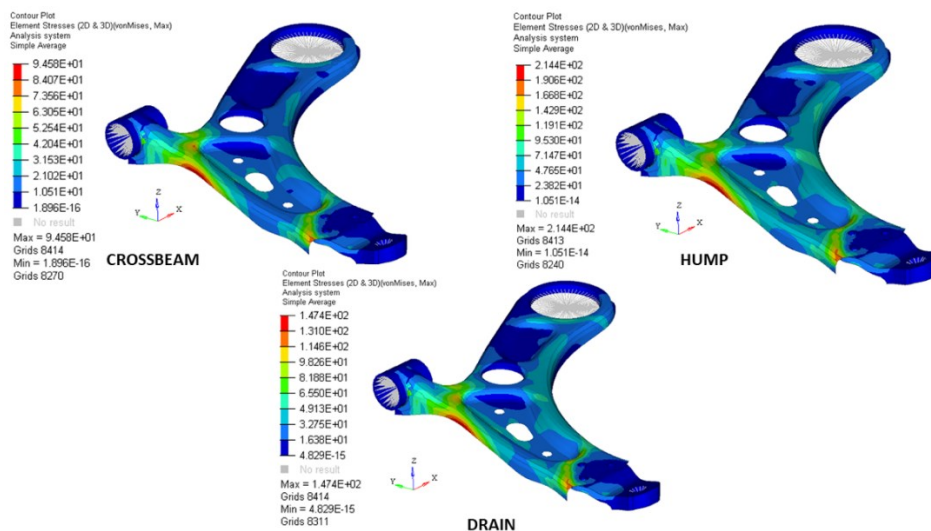 Contour Plot
Element Stresses (2D & 3D)(vonMises, Max)
Analysis system
Simple Average
9.458E+01
8.407E+01
7.356E+01
6.305E+01
5.254E+01
4.204E+01
3.153E+01
2.102E+01
1.051E+01
1.896E-16
No result
Max = 9.458E+01
Grids 8414
Min = 1.896E-16
Grids 8270
Z
Y
X
CROSSBEAM
Contour Plot
Element Stresses (2D & 3D)(vonMises, Max)
Analysis system
Simple Average
2.144E+02
1.906E+02
1.668E+02
1.429E+02
1.191E+02
9.530E+01
7.147E+01
4.765E+01
2.382E+01
1.051E-14
No result
Max = 2.144E+02
Grids 8413
Min = 1.051E-14
Grids 8240
Z
Y
X
HUMP
Contour Plot
Element Stresses (2D & 3D)(vonMises, Max)
Analysis system
Simple Average
1.474E+02
1.310E+02
1.146E+02
9.826E+01
8.188E+01
6.550E+01
4.913E+01
3.275E+01
1.638E+01
4.829E-15
No result
Max = 1.474E+02
Grids 8414
Min = 4.829E-15
Grids 8311
Z
Y
X
DRAIN